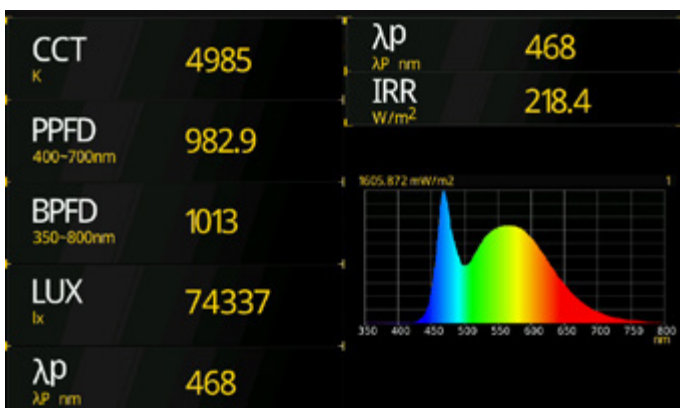 CCT
K
4985
PPFD
400~700nm
982.9
BPFD
350~800nm
1013
LUX
lx
74337
λp
λP nm
468
λp
λP nm
468
IRR
W/m2
218.4
1605.872 mW/m2 1
350 400 450 500 550 600 650 700 750 800
nm